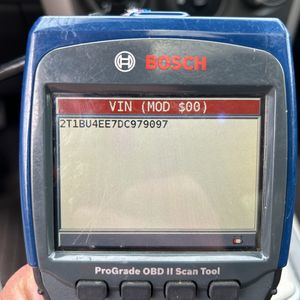 BOSCH
VIN (MOD $00)
2T1BU4EE7DC979097
ProGrade OBD II Scan Tool